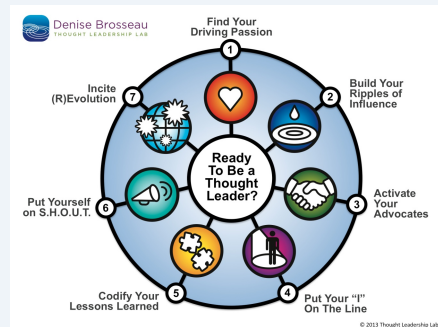 Denise Brosseau
THOUGHT LEADERSHIP LAB
Find Your
Driving Passion
1
Build Your
Ripples of
Influence
2
Activate
Your
Advocates
3
Put Your "I"
On The Line
4
Codify Your
Lessons Learned
5
Put Yourself
on S.H.O.U.T.
6
Incite
(R)Evolution
7
Ready
To Be a
Thought
Leader?
© 2013 Thought Leadership Lab